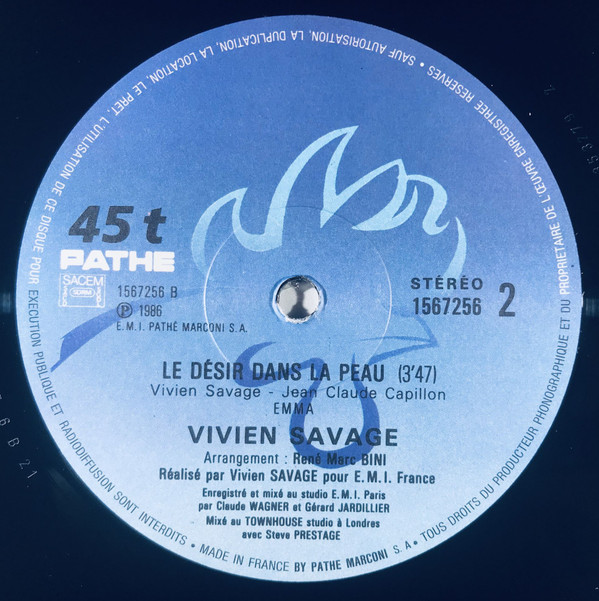 45 t
PATHE
SACEM
SDRM
1567256 B
Ⓟ 1986
E.M.I. PATHÉ MARCONI S.A.
STÉRÉO
1567256
2
LE DÉSIR DANS LA PEAU (3'47)
Vivien Savage - Jean Claude Capillon
EMMA
VIVIEN SAVAGE
Arrangement : René Marc BINI
Réalisé par Vivien SAVAGE pour E.M.I. France
Enregistré et mixé au studio E.M.I. Paris
par Claude WAGNER et Gérard JARDILLIER
Mixé au TOWNHOUSE studio à Londres
avec Steve PRESTAGE
• MADE IN FRANCE BY PATHE MARCONI S.A. • TOUS DROITS DU PRODUCTEUR PHONOGRAPHIQUE ET DU PROPRIETAIRE DE L'ŒUVRE ENREGISTREE RESERVES • SAUF AUTORISATION, LA DUPLICATION, LA LOCATION, LE PRET, L'UTILISATION DE CE DISQUE POUR EXECUTION PUBLIQUE ET RADIODIFFUSION SONT INTERDITS